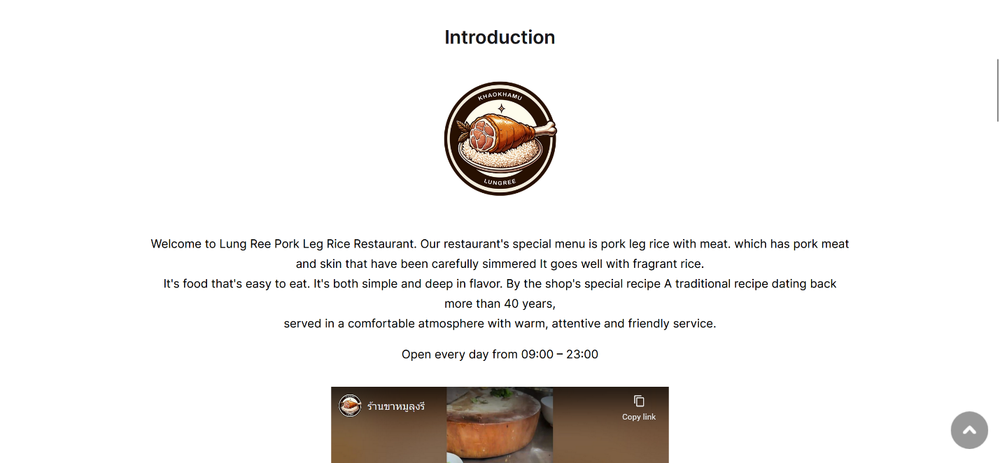 Introduction
KHAOKHAMU
LUNGREE
Welcome to Lung Ree Pork Leg Rice Restaurant. Our restaurant's special menu is pork leg rice with meat. which has pork meat
and skin that have been carefully simmered It goes well with fragrant rice.
It's food that's easy to eat. It's both simple and deep in flavor. By the shop's special recipe A traditional recipe dating back
more than 40 years,
served in a comfortable atmosphere with warm, attentive and friendly service.
Open every day from 09:00 – 23:00
ร้านขาหมูลุงรี
Copy link